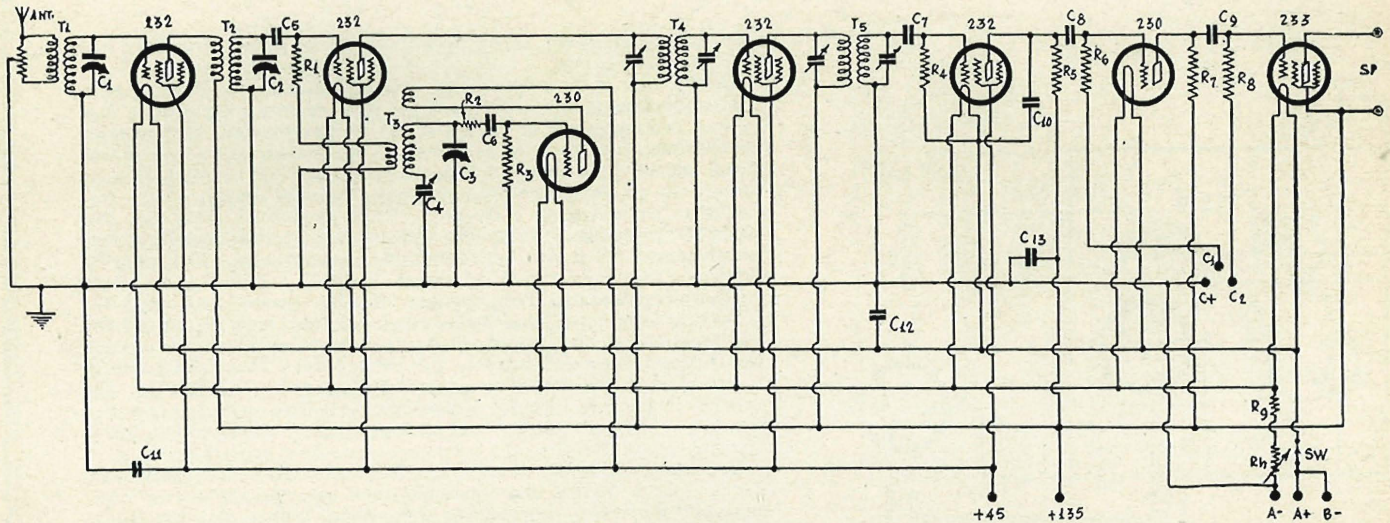 ANT.
T1
232
T2
C5
232
T4
232
T5
C7
232
C8
230
C9
233
C1
C2
R1
R4
R5
R6
R7
R8
SP
R2
230
T3
C6
C3
R3
C4
C10
C13
C1
C+
C2
C12
R9
C11
Rh
SW
+45
+135
A-
A+
B-